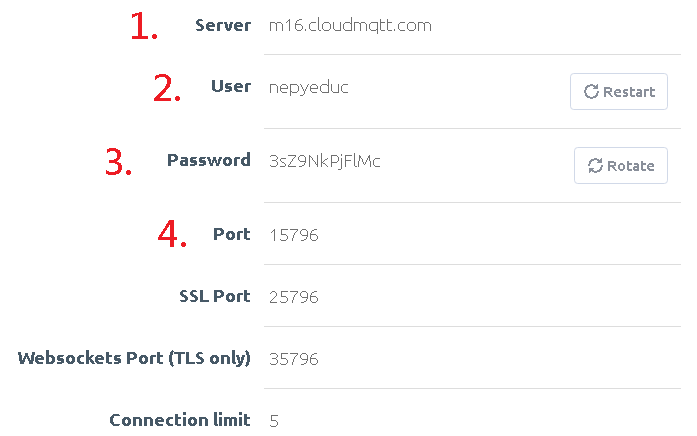 1. Server m16.cloudmqtt.com
2. User nepyeduc Restart
3. Password 3sZ9NkPjFlMc Rotate
4. Port 15796
SSL Port 25796
Websockets Port (TLS only) 35796
Connection limit 5